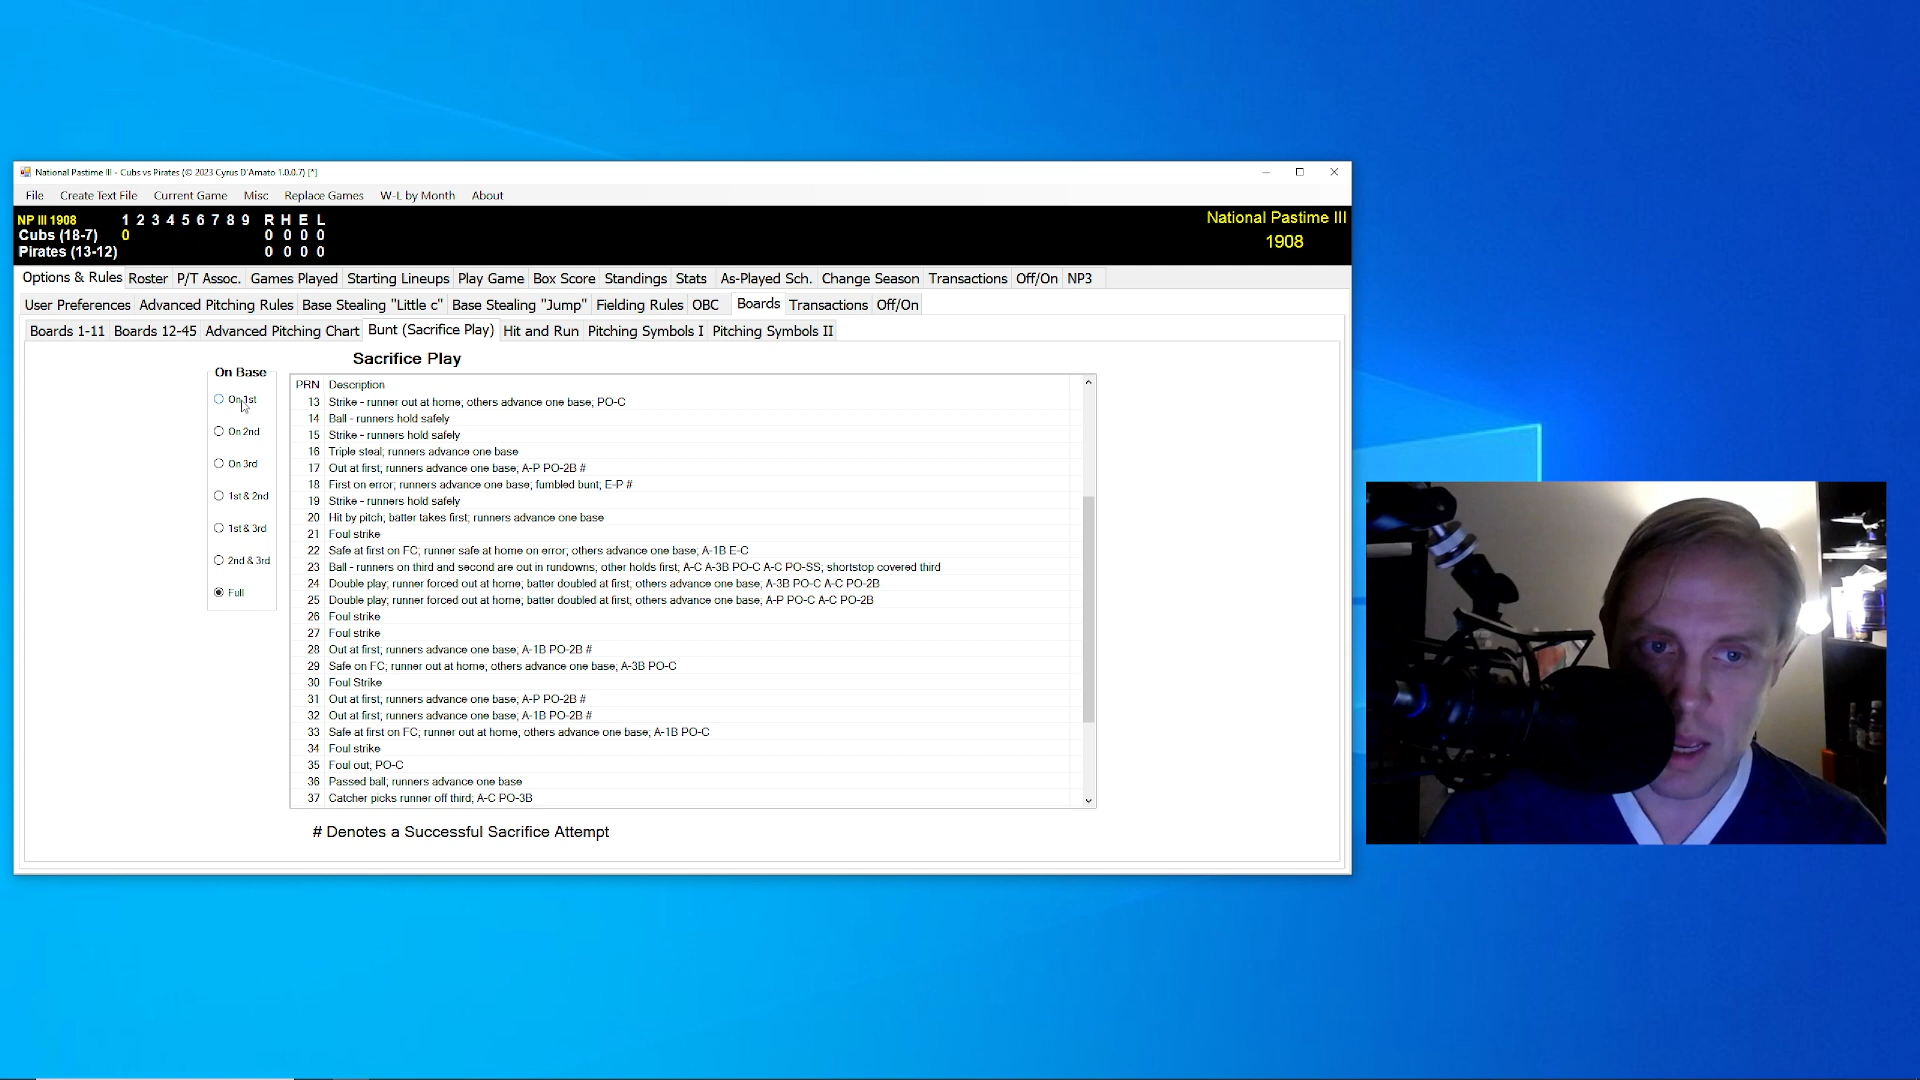 National Pastime III - Cubs vs Pirates (© 2023 Cyrus D'Amato 1.0.0.7) [*]
File Create Text File Current Game Misc Replace Games W-L by Month About
NP III 1908 1 2 3 4 5 6 7 8 9 R H E L
Cubs (18-7) 0 0 0 0 0
Pirates (13-12) 0 0 0 0
National Pastime III
1908
Options & Rules Roster P/T Assoc. Games Played Starting Lineups Play Game Box Score Standings Stats As-Played Sch. Change Season Transactions Off/On NP3
User Preferences Advanced Pitching Rules Base Stealing "Little c" Base Stealing "Jump" Fielding Rules OBC Boards Transactions Off/On
Boards 1-11 Boards 12-45 Advanced Pitching Chart Bunt (Sacrifice Play) Hit and Run Pitching Symbols I Pitching Symbols II
Sacrifice Play
On Base
On 1st
On 2nd
On 3rd
1st & 2nd
1st & 3rd
2nd & 3rd
Full
PRN Description
13 Strike - runner out at home; others advance one base; PO-C
14 Ball - runners hold safely
15 Strike - runners hold safely
16 Triple steal; runners advance one base
17 Out at first; runners advance one base; A-P PO-2B #
18 First on error; runners advance one base; fumbled bunt; E-P #
19 Strike - runners hold safely
20 Hit by pitch; batter takes first; runners advance one base
21 Foul strike
22 Safe at first on FC; runner safe at home on error; others advance one base; A-1B E-C
23 Ball - runners on third and second are out in rundowns; other holds first; A-C A-3B PO-C A-C PO-SS; shortstop covered third
24 Double play; runner forced out at home; batter doubled at first; others advance one base; A-3B PO-C A-C PO-2B
25 Double play; runner forced out at home; batter doubled at first; others advance one base; A-P PO-C A-C PO-2B
26 Foul strike
27 Foul strike
28 Out at first; runners advance one base; A-1B PO-2B #
29 Safe on FC; runner out at home; others advance one base; A-3B PO-C
30 Foul Strike
31 Out at first; runners advance one base; A-P PO-2B #
32 Out at first; runners advance one base; A-1B PO-2B #
33 Safe at first on FC; runner out at home; others advance one base; A-1B PO-C
34 Foul strike
35 Foul out; PO-C
36 Passed ball; runners advance one base
37 Catcher picks runner off third; A-C PO-3B
# Denotes a Successful Sacrifice Attempt